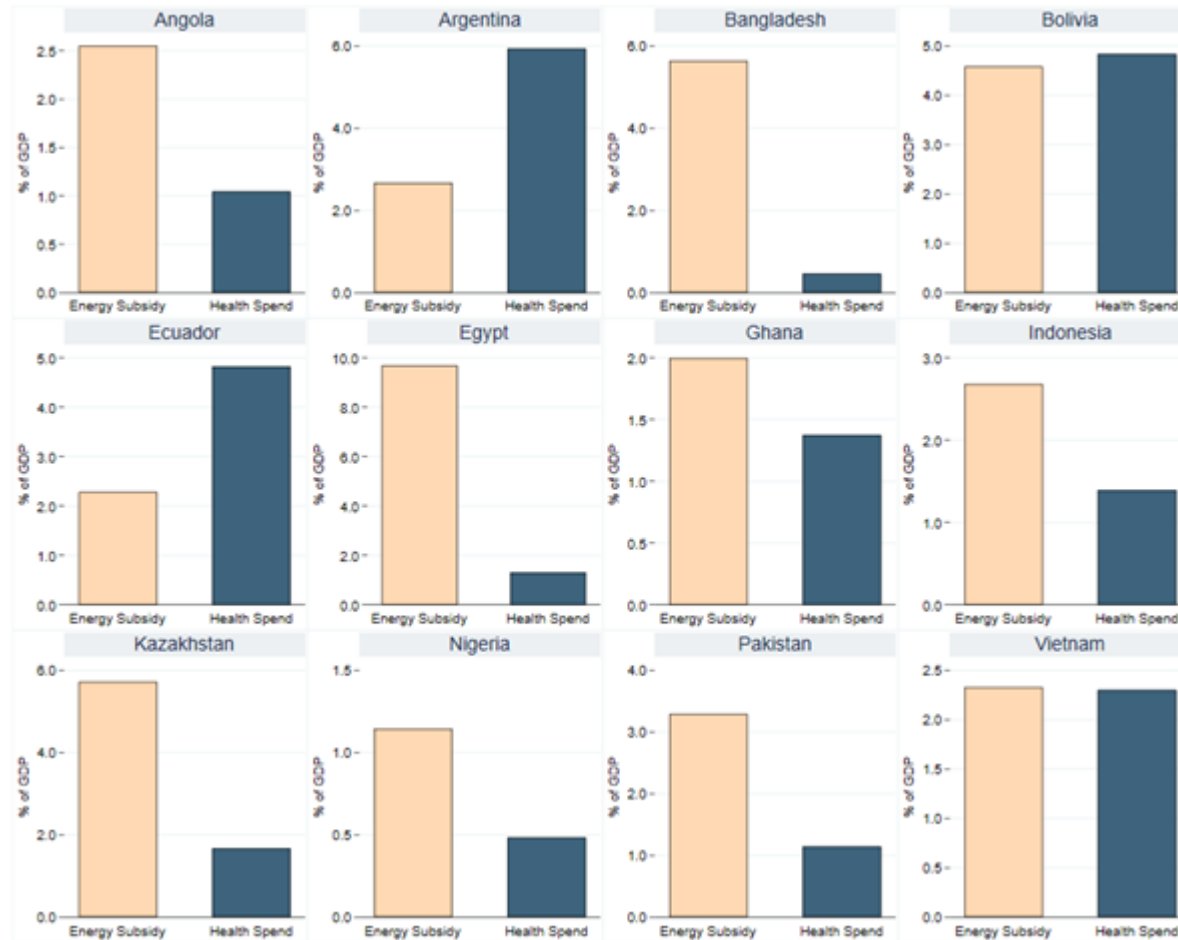 Angola
2.5
2.0
1.5
1.0
0.5
0.0
% of GDP
Energy Subsidy Health Spend
Argentina
6.0
4.0
2.0
0.0
% of GDP
Energy Subsidy Health Spend
Bangladesh
6.0
4.0
2.0
0.0
% of GDP
Energy Subsidy Health Spend
Bolivia
5.0
4.0
3.0
2.0
1.0
0.0
% of GDP
Energy Subsidy Health Spend
Ecuador
5.0
4.0
3.0
2.0
1.0
0.0
% of GDP
Energy Subsidy Health Spend
Egypt
10.0
8.0
6.0
4.0
2.0
0.0
% of GDP
Energy Subsidy Health Spend
Ghana
2.0
1.5
1.0
0.5
0.0
% of GDP
Energy Subsidy Health Spend
Indonesia
3.0
2.0
1.0
0.0
% of GDP
Energy Subsidy Health Spend
Kazakhstan
6.0
4.0
2.0
0.0
% of GDP
Energy Subsidy Health Spend
Nigeria
1.5
1.0
0.5
0.0
% of GDP
Energy Subsidy Health Spend
Pakistan
4.0
3.0
2.0
1.0
0.0
% of GDP
Energy Subsidy Health Spend
Vietnam
2.5
2.0
1.5
1.0
0.5
0.0
% of GDP
Energy Subsidy Health Spend